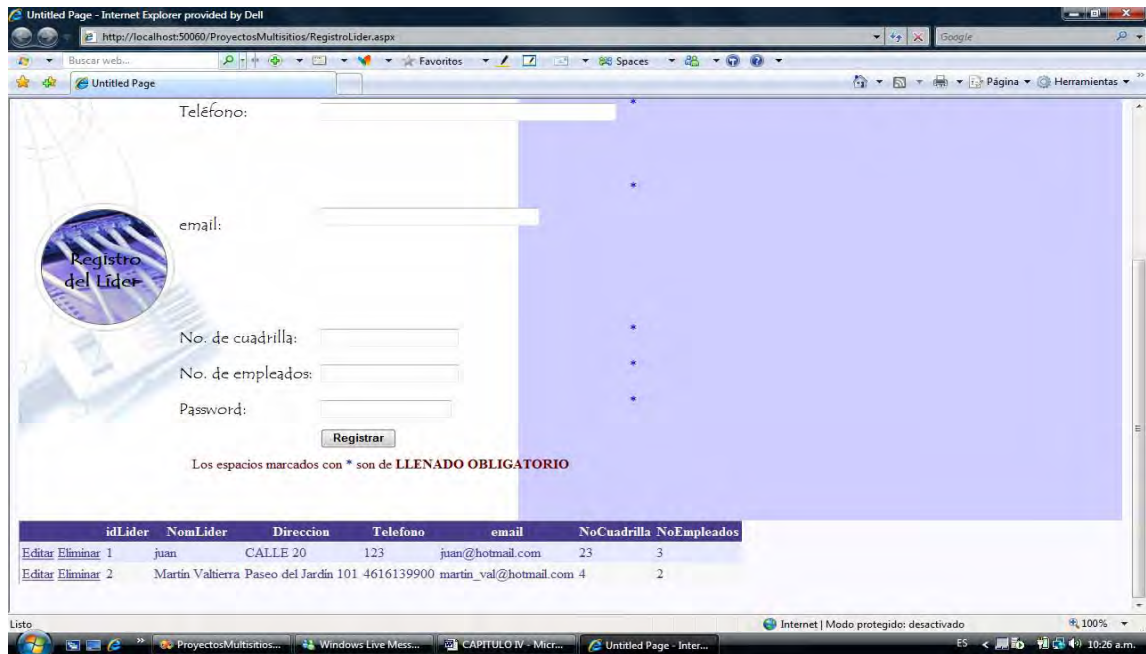 Untitled Page - Internet Explorer provided by Dell
http://localhost:50060/ProyectosMultisitios/RegistroLider.aspx
Google
Buscar web...
Favoritos
Spaces
Untitled Page
Página
Herramientas
Teléfono: *
*
email:
Registro
del Líder
No. de cuadrilla: *
No. de empleados: *
Password: *
Registrar
Los espacios marcados con * son de LLENADO OBLIGATORIO
idLider NomLider Direccion Telefono email NoCuadrilla NoEmpleados
Editar Eliminar 1 juan CALLE 20 123 juan@hotmail.com 23 3
Editar Eliminar 2 Martin Valtierra Paseo del Jardin 101 4616139900 martin_val@hotmail.com 4 2
Listo
Internet | Modo protegido: desactivado
100%
ProyectosMultisitios...
Windows Live Mess...
CAPITULO IV - Micr...
Untitled Page - Inter...
ES
10:26 a.m.